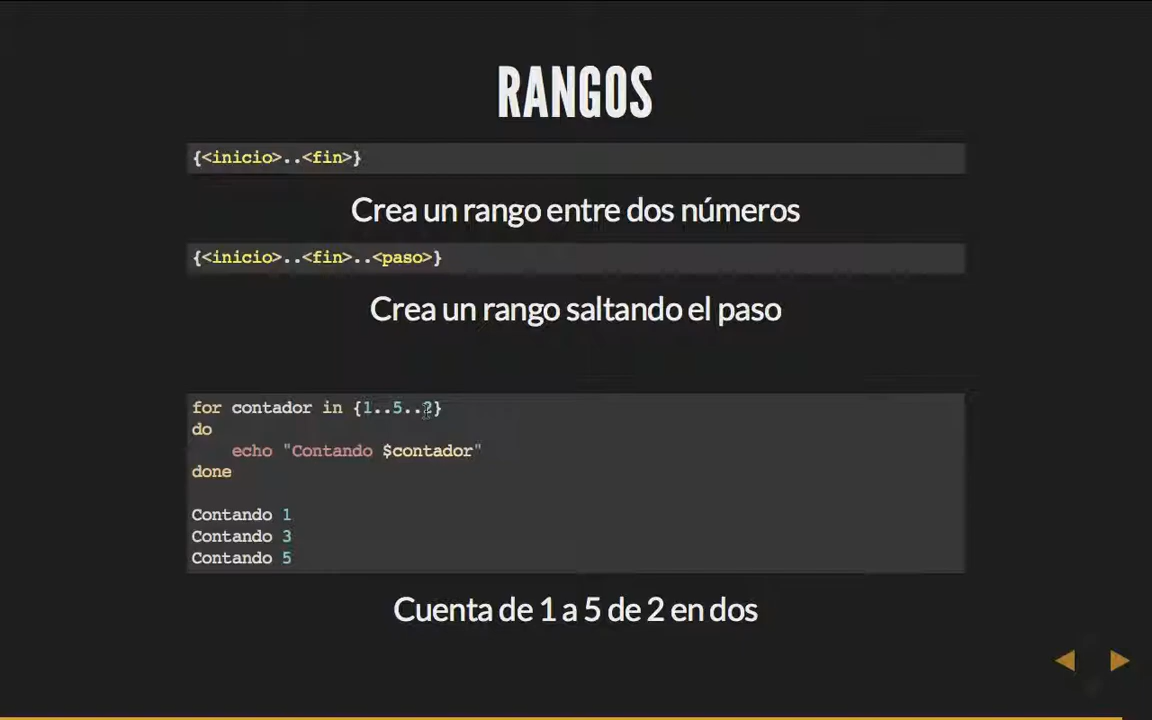 RANGOS
{<inicio>..<fin>}
Crea un rango entre dos números
{<inicio>..<fin>..<paso>}
Crea un rango saltando el paso
for contador in {1..5..2}
do
    echo "Contando $contador"
done
Contando 1
Contando 3
Contando 5
Cuenta de 1 a 5 de 2 en dos